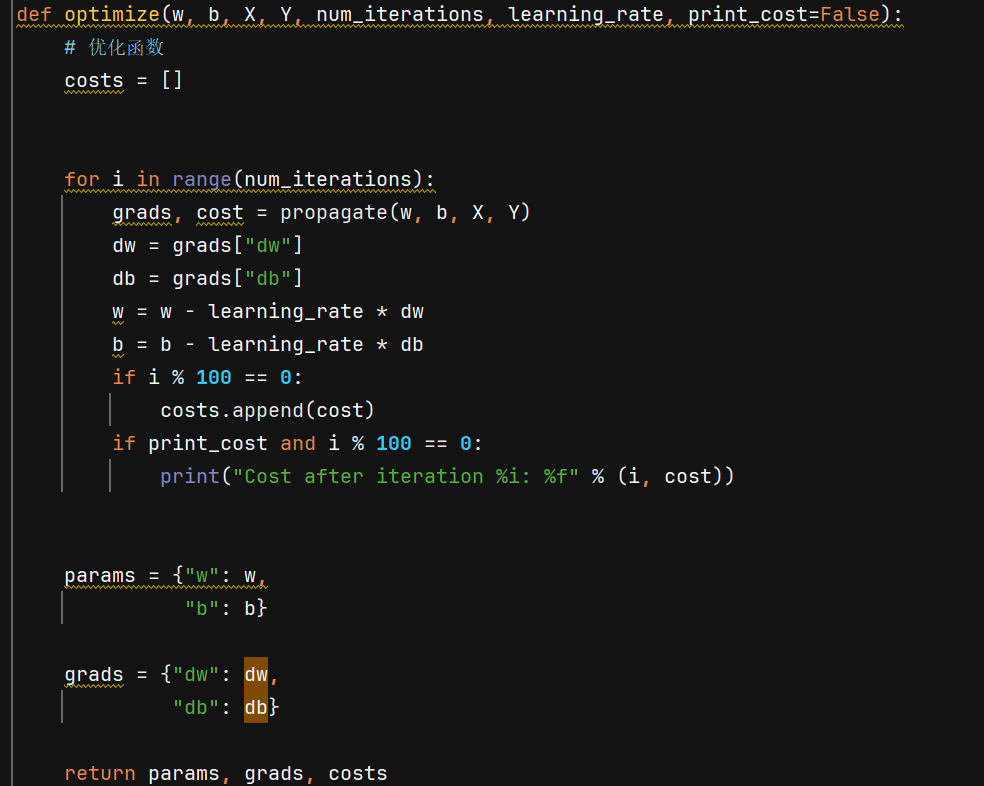 def optimize(w, b, X, Y, num_iterations, learning_rate, print_cost=False):
# 优化函数
costs = []
for i in range(num_iterations):
grads, cost = propagate(w, b, X, Y)
dw = grads["dw"]
db = grads["db"]
w = w - learning_rate * dw
b = b - learning_rate * db
if i % 100 == 0:
costs.append(cost)
if print_cost and i % 100 == 0:
print("Cost after iteration %i: %f" % (i, cost))
params = {"w": w,
"b": b}
grads = {"dw": dw,
"db": db}
return params, grads, costs